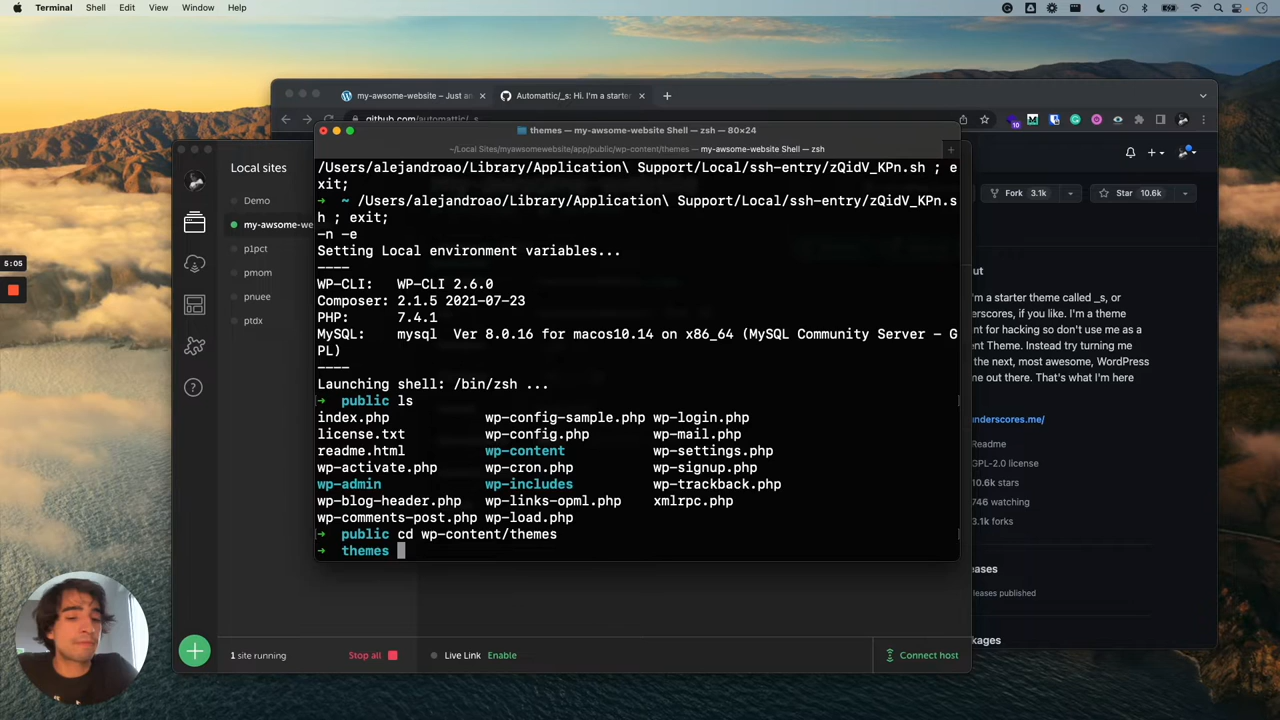 Terminal Shell Edit View Window Help
my-awsome-website – Just an
Automattic/_s: Hi. I'm a starter
github.com/automattic/_s
themes — my-awsome-website Shell — zsh — 80×24
~/Local Sites/myawsomewebsite/app/public/wp-content/themes — my-awsome-website Shell — zsh
Local sites
Demo
my-awsome-we
p1pct
pmom
pnuee
ptdx
5:05
/Users/alejandroao/Library/Application\ Support/Local/ssh-entry/zQidV_KPn.sh ; e
xit;
➜ ~ /Users/alejandroao/Library/Application\ Support/Local/ssh-entry/zQidV_KPn.s
h ; exit;
-n -e
Setting Local environment variables...
----
WP-CLI: WP-CLI 2.6.0
Composer: 2.1.5 2021-07-23
PHP: 7.4.1
MySQL: mysql Ver 8.0.16 for macos10.14 on x86_64 (MySQL Community Server - G
PL)
----
Launching shell: /bin/zsh ...
➜ public ls
index.php wp-config-sample.php wp-login.php
license.txt wp-config.php wp-mail.php
readme.html wp-content wp-settings.php
wp-activate.php wp-cron.php wp-signup.php
wp-admin wp-includes wp-trackback.php
wp-blog-header.php wp-links-opml.php xmlrpc.php
wp-comments-post.php wp-load.php
➜ public cd wp-content/themes
➜ themes
Fork 3.1k
Star 10.6k
ut
'm a starter theme called _s, or
erscores, if you like. I'm a theme
nt for hacking so don't use me as a
ent Theme. Instead try turning me
the next, most awesome, WordPress
me out there. That's what I'm here
underscores.me/
Readme
GPL-2.0 license
10.6k stars
746 watching
3.1k forks
eases
leases published
kages
1 site running
Stop all
Live Link Enable
Connect host